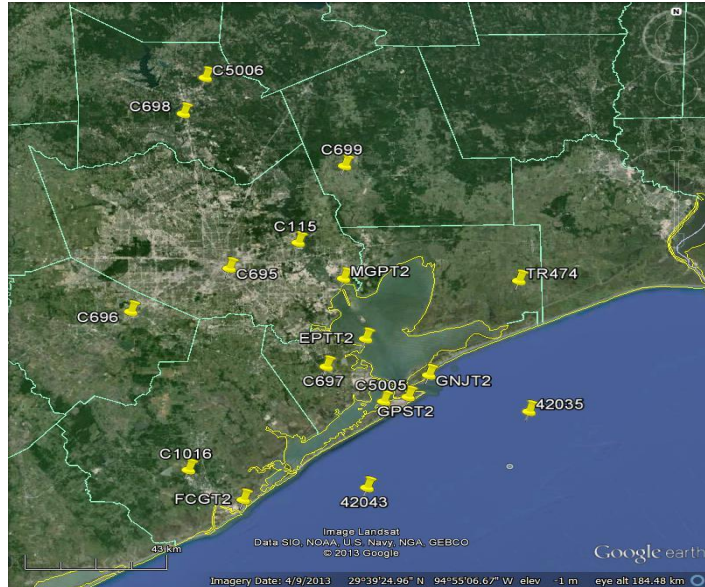 N
C5006
C698
C699
C115
MGPT2
C695
TR474
C696
EPTT2
C697
C5005
GNJT2
GPST2
42035
C1016
FCGT2
42043
Image Landsat
Data SIO, NOAA, U.S. Navy, NGA, GEBCO
© 2013 Google
43 km
Google earth
Imagery Date: 4/9/2013 29°39'24.96" N 94°55'06.67" W elev -1 m eye alt 184.48 km